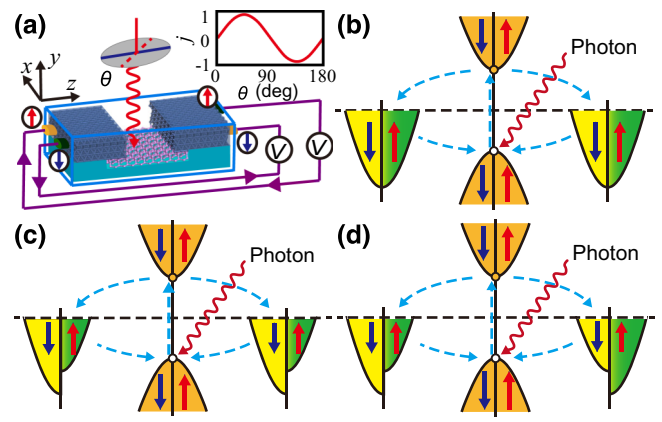 (a)
x
y
z
θ
j
1
0
-1
0
90
180
θ (deg)
V
V
(b)
Photon
(c)
Photon
(d)
Photon